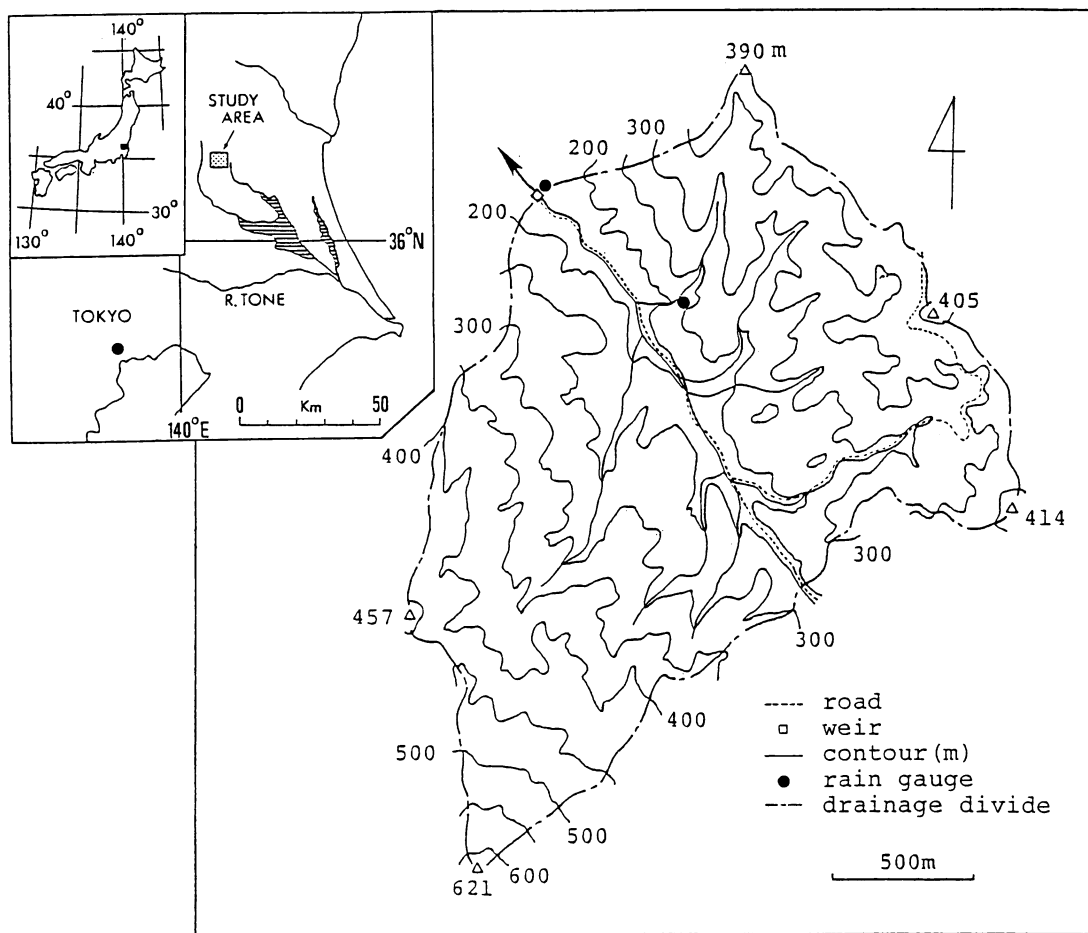 140°
40°
30°
130°
140°
STUDY
AREA
36°N
R. TONE
TOKYO
0 Km 50
140°E
390 m
300
200
200
300
405
400
414
300
457
300
400
500
500
600
621
road
weir
contour (m)
rain gauge
drainage divide
500m